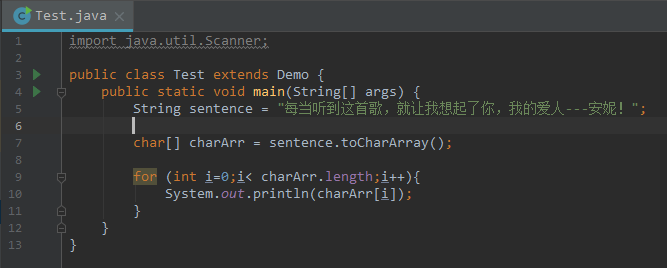 Test.java
1 import java.util.Scanner;
2
3 public class Test extends Demo {
4 public static void main(String[] args) {
5 String sentence = "每当听到这首歌，就让我想起了你，我的爱人---安妮！";
6
7 char[] charArr = sentence.toCharArray();
8
9 for (int i=0;i< charArr.length;i++){
10 System.out.println(charArr[i]);
11 }
12 }
13 }